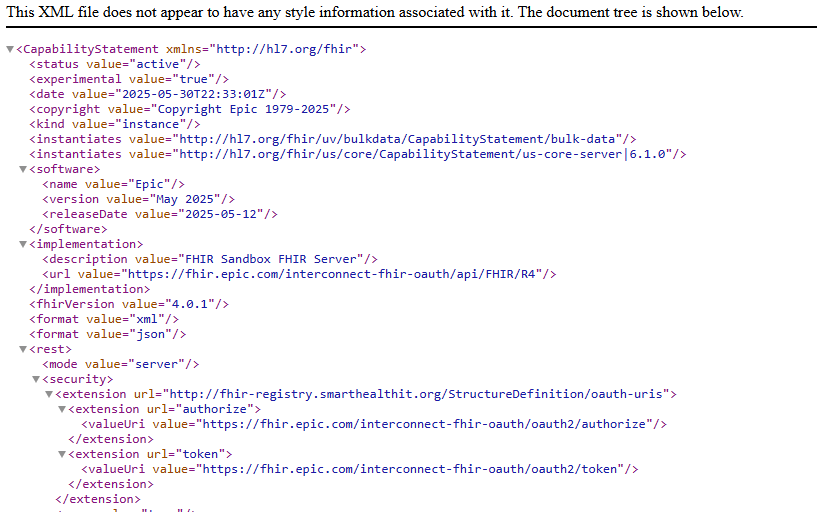 This XML file does not appear to have any style information associated with it. The document tree is shown below.
▼<CapabilityStatement xmlns="http://hl7.org/fhir">
<status value="active"/>
<experimental value="true"/>
<date value="2025-05-30T22:33:01Z"/>
<copyright value="Copyright Epic 1979-2025"/>
<kind value="instance"/>
<instantiates value="http://hl7.org/fhir/uv/bulkdata/CapabilityStatement/bulk-data"/>
<instantiates value="http://hl7.org/fhir/us/core/CapabilityStatement/us-core-server|6.1.0"/>
▼<software>
<name value="Epic"/>
<version value="May 2025"/>
<releaseDate value="2025-05-12"/>
</software>
▼<implementation>
<description value="FHIR Sandbox FHIR Server"/>
<url value="https://fhir.epic.com/interconnect-fhir-oauth/api/FHIR/R4"/>
</implementation>
<fhirVersion value="4.0.1"/>
<format value="xml"/>
<format value="json"/>
▼<rest>
<mode value="server"/>
▼<security>
▼<extension url="http://fhir-registry.smarthealthit.org/StructureDefinition/oauth-uris">
▼<extension url="authorize">
<valueUri value="https://fhir.epic.com/interconnect-fhir-oauth/oauth2/authorize"/>
</extension>
▼<extension url="token">
<valueUri value="https://fhir.epic.com/interconnect-fhir-oauth/oauth2/token"/>
</extension>
</extension>